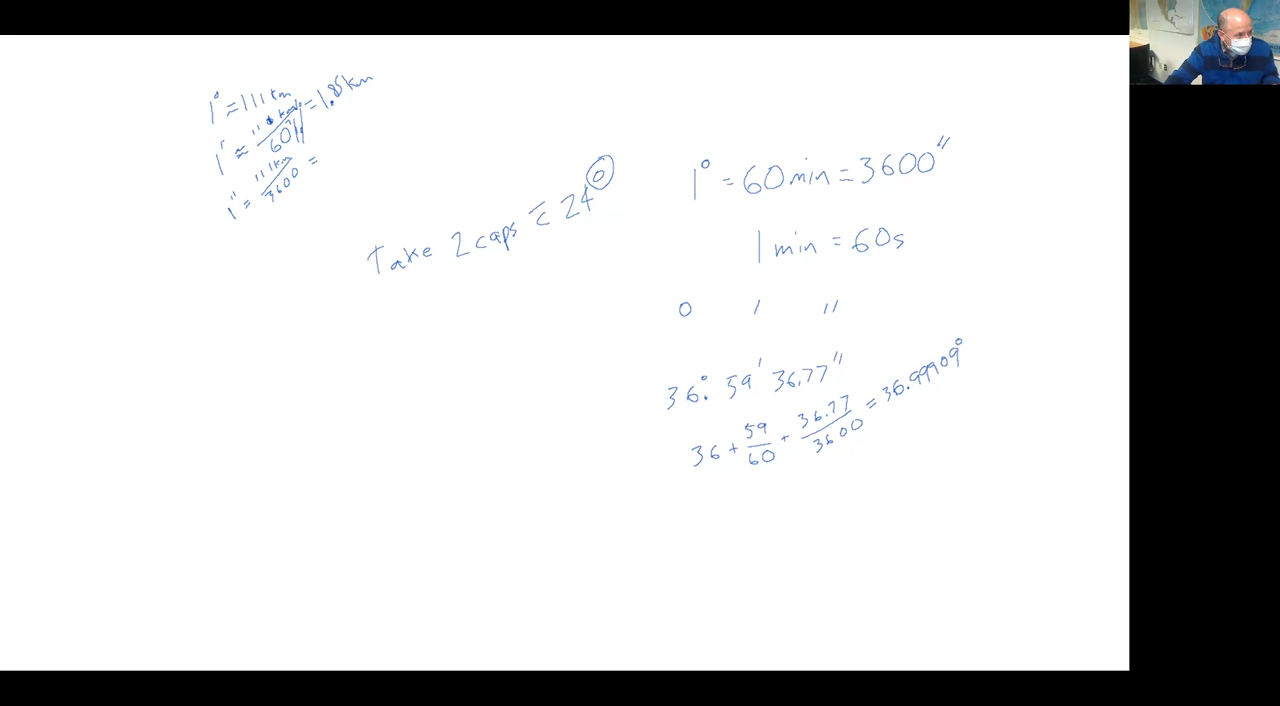 1° ≈ 111 km
1' ≈ 111 km / 60 = 1.85 km
1" = 111 km / 3600 =
Take 2 caps c̄ 24°
1° = 60 min = 3600"
1 min = 60s
° ' "
36° 59' 36.77"
36 + 59/60 + 36.77/3600 = 36.99909°